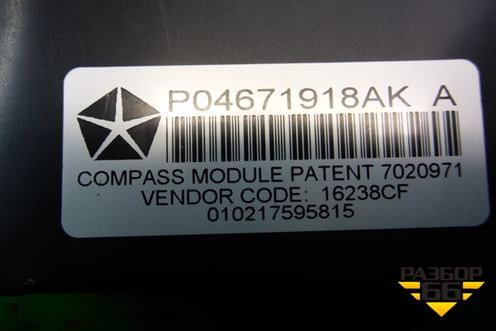 P04671918AK A
COMPASS MODULE PATENT 7020971
VENDOR CODE: 16238CF
010217595815
РАЗБОР
66